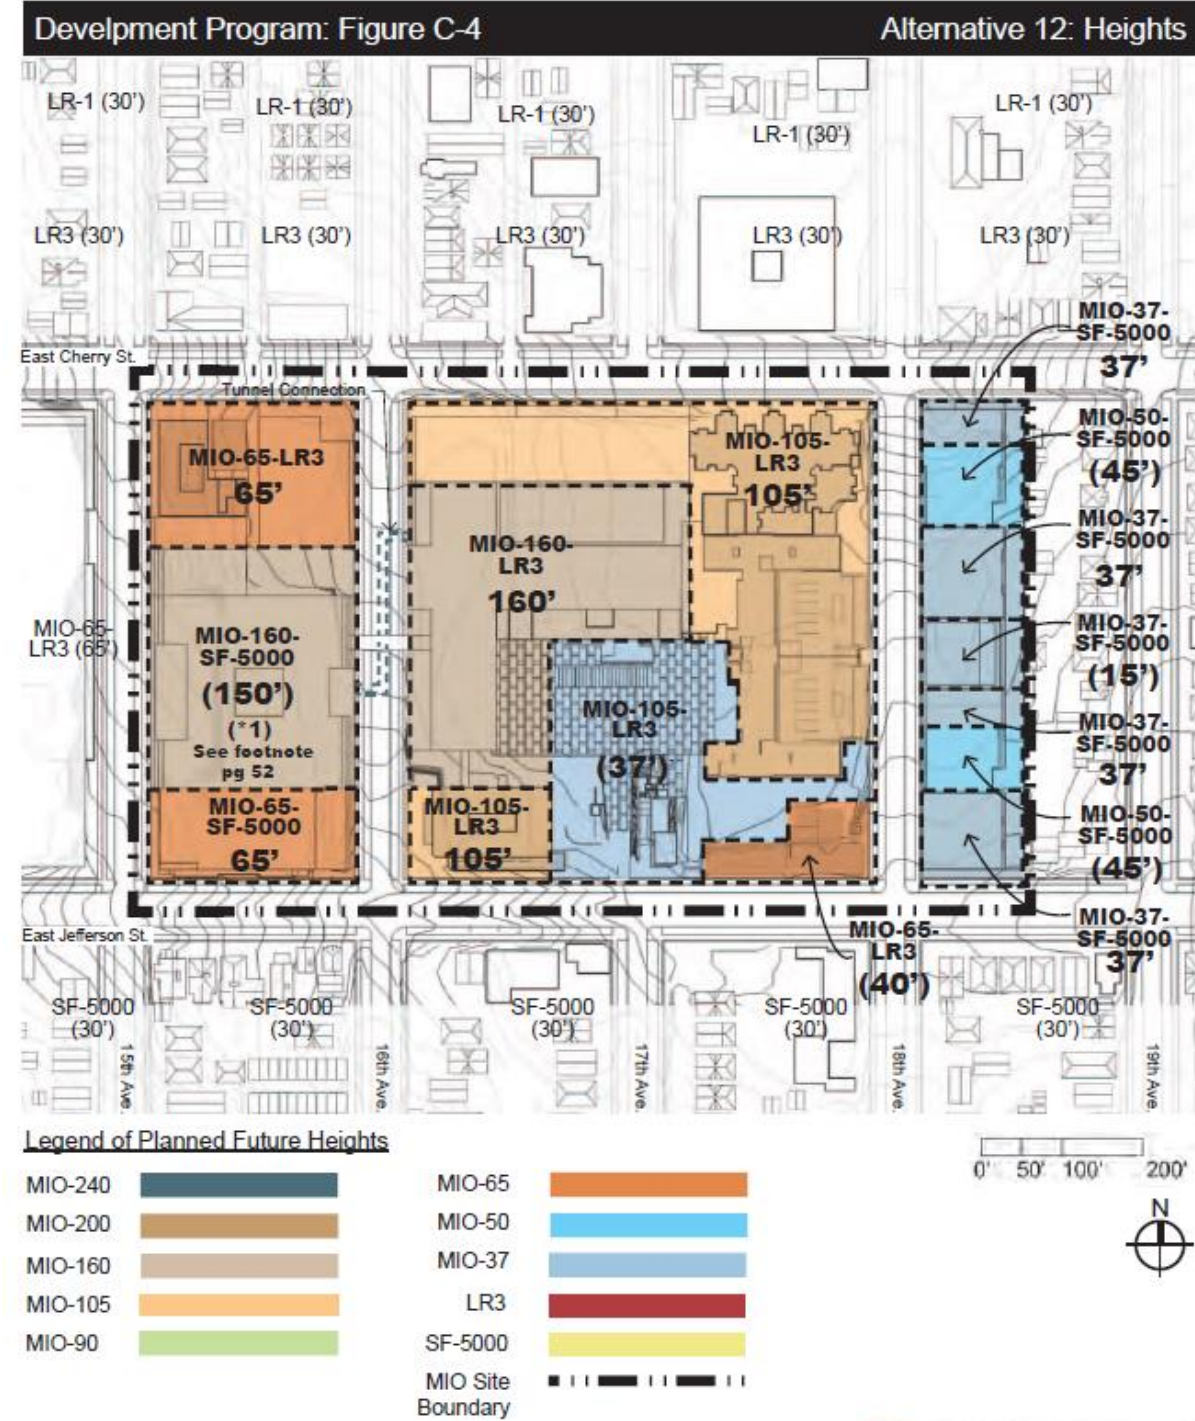 Develpment Program: Figure C-4
Alternative 12: Heights
LR-1 (30')
LR-1 (30')
LR-1 (30')
LR-1 (30')
LR-1 (30')
LR3 (30')
LR3 (30')
LR3 (30')
LR3 (30')
LR3 (30')
East Cherry St.
Tunnel Connection
MIO-65-LR3
65'
MIO-160-
LR3
160'
MIO-105-
LR3
105'
MIO-37-
SF-5000
37'
MIO-50-
SF-5000
(45')
MIO-37-
SF-5000
37'
MIO-37-
SF-5000
(15')
MIO-37-
SF-5000
37'
MIO-50-
SF-5000
(45')
MIO-37-
SF-5000
37'
MIO-65-
LR3 (65')
MIO-160-
SF-5000
(150')
(*1)
See footnote
pg 52
MIO-105-
LR3
(37')
MIO-65-
SF-5000
65'
MIO-105-
LR3
105'
MIO-65-
LR3
(40')
East Jefferson St.
SF-5000
(30')
SF-5000
(30')
SF-5000
(30')
SF-5000
(30')
SF-5000
(30')
15th Ave.
16th Ave.
17th Ave.
18th Ave.
19th Ave.
Legend of Planned Future Heights
MIO-240
MIO-200
MIO-160
MIO-105
MIO-90
MIO-65
MIO-50
MIO-37
LR3
SF-5000
MIO Site
Boundary
0' 50' 100' 200'
N